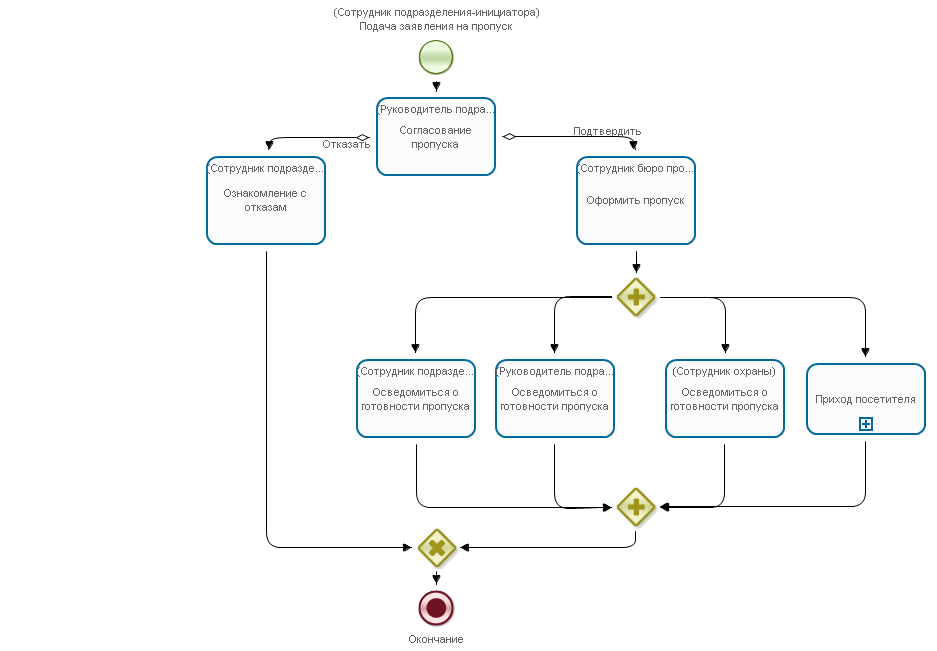 (Сотрудник подразделения-инициатора)
Подача заявления на пропуск
(Руководитель подра...
Согласование
пропуска
Отказать
Подтвердить
(Сотрудник подразде...
Ознакомление с
отказам
(Сотрудник бюро про...
Оформить пропуск
(Сотрудник подразде...
Осведомиться о
готовности пропуска
(Руководитель подра...
Осведомиться о
готовности пропуска
(Сотрудник охраны)
Осведомиться о
готовности пропуска
Приход посетителя
Окончание